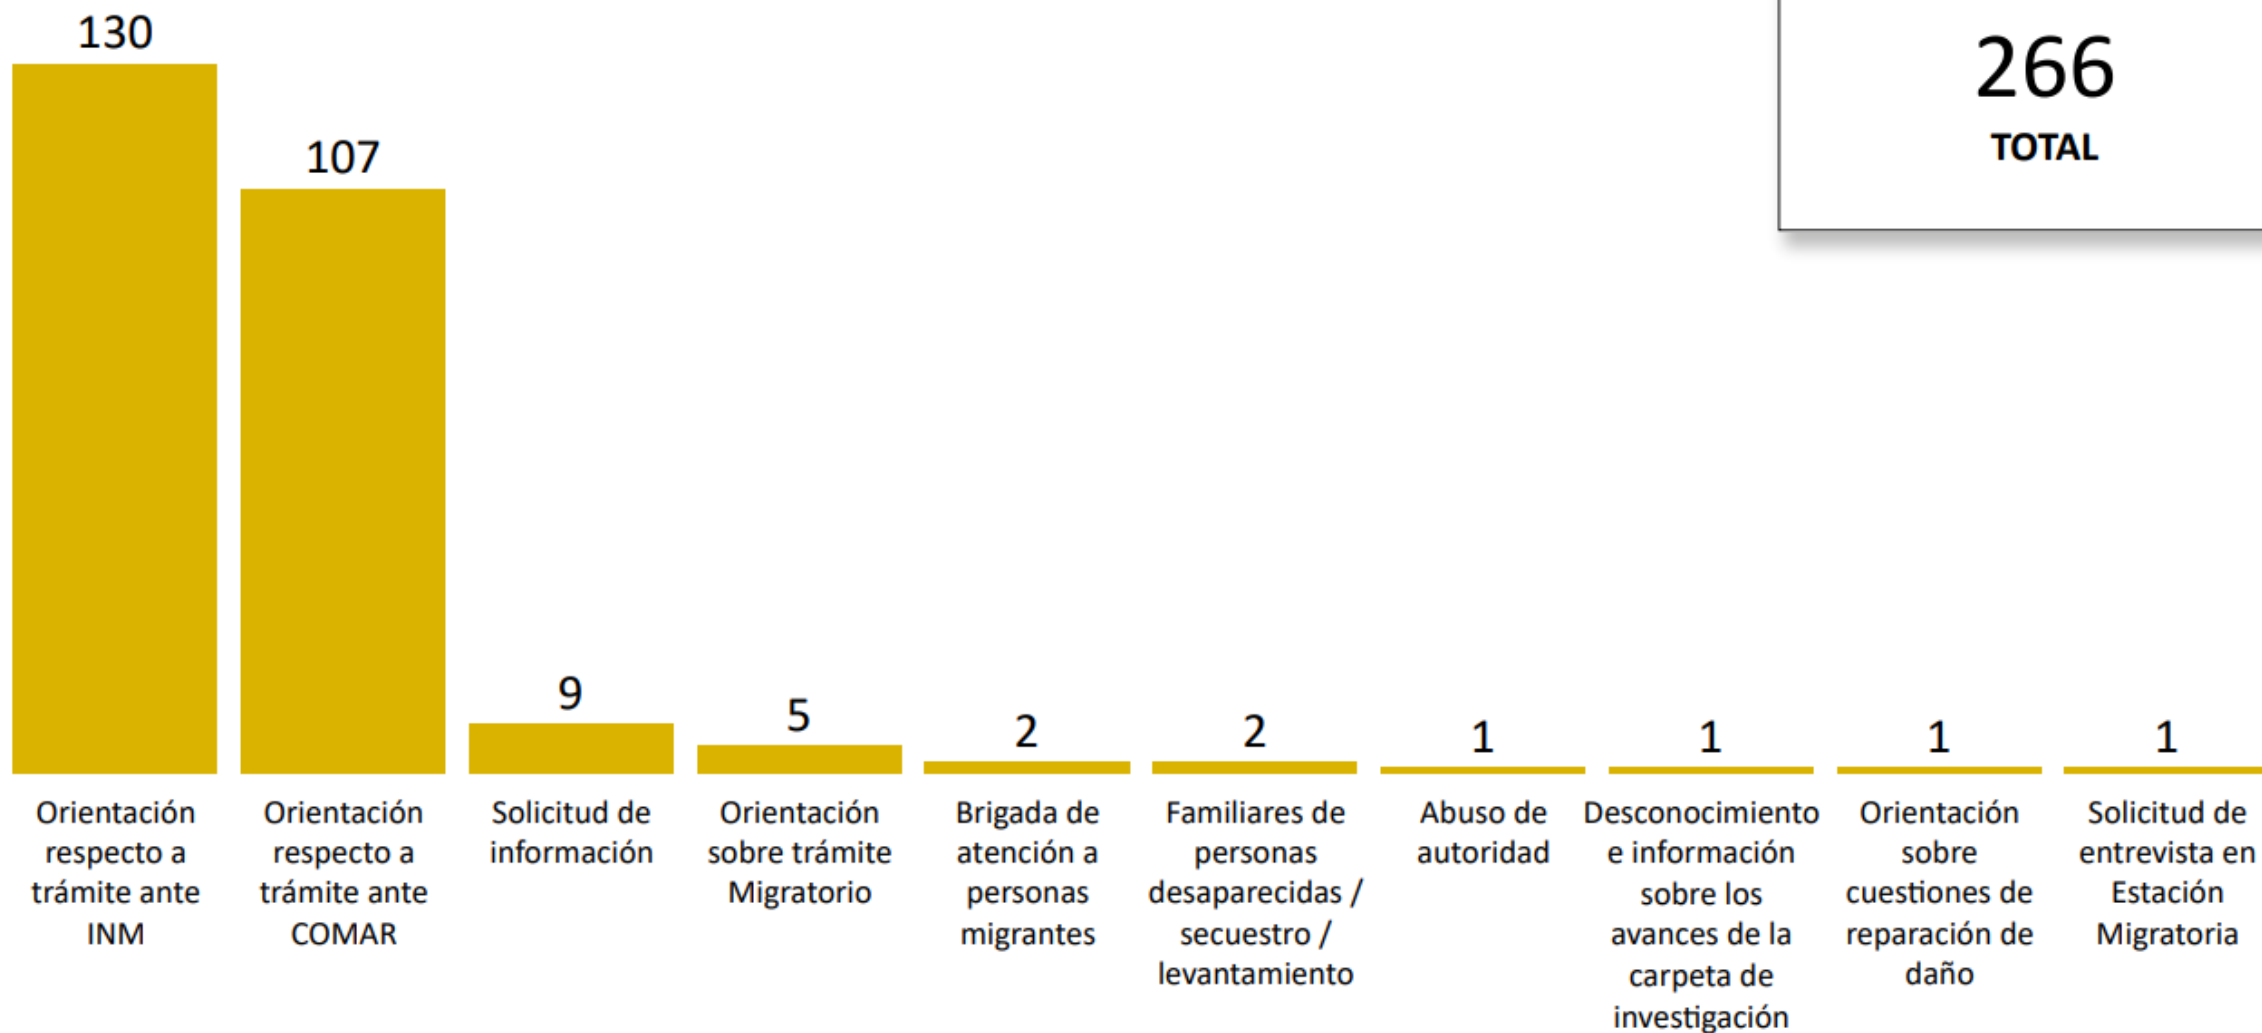 130
107
9
5
2
2
1
1
1
1
266
TOTAL
Orientación
respecto a
trámite ante
INM
Orientación
respecto a
trámite ante
COMAR
Solicitud de
información
Orientación
sobre trámite
Migratorio
Brigada de
atención a
personas
migrantes
Familiares de
personas
desaparecidas /
secuestro /
levantamiento
Abuso de
autoridad
Desconocimiento
e información
sobre los
avances de la
carpeta de
investigación
Orientación
sobre
cuestiones de
reparación de
daño
Solicitud de
entrevista en
Estación
Migratoria